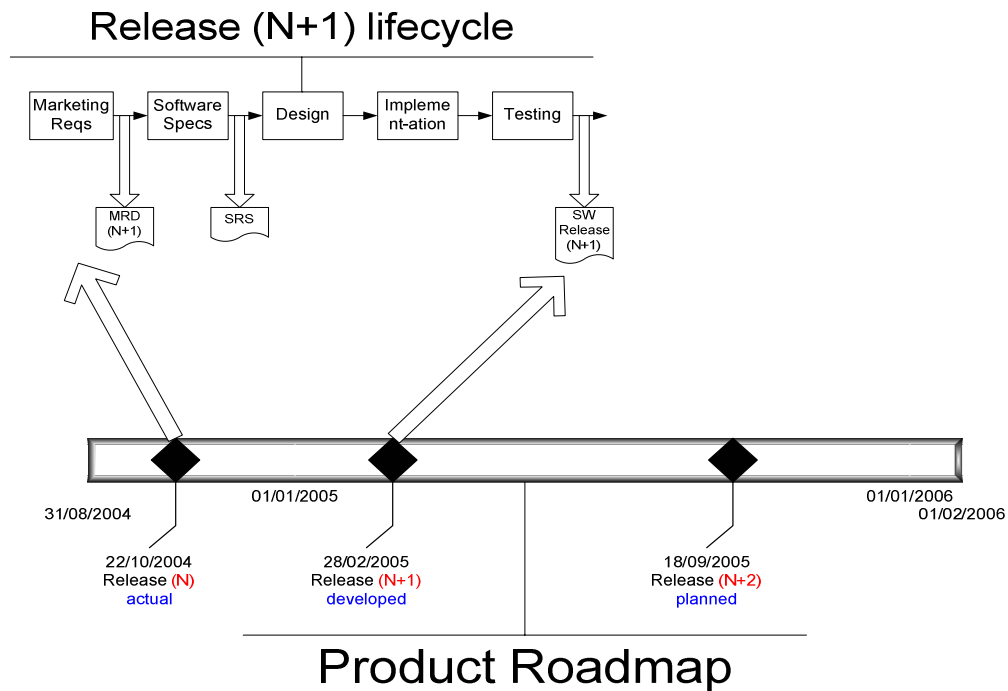 Release (N+1) lifecycle
Marketing
Reqs
Software
Specs
Design
Impleme
nt-ation
Testing
MRD
(N+1)
SRS
SW
Release
(N+1)
31/08/2004
01/01/2005
01/01/2006
01/02/2006
22/10/2004
Release (N)
actual
28/02/2005
Release (N+1)
developed
18/09/2005
Release (N+2)
planned
Product Roadmap